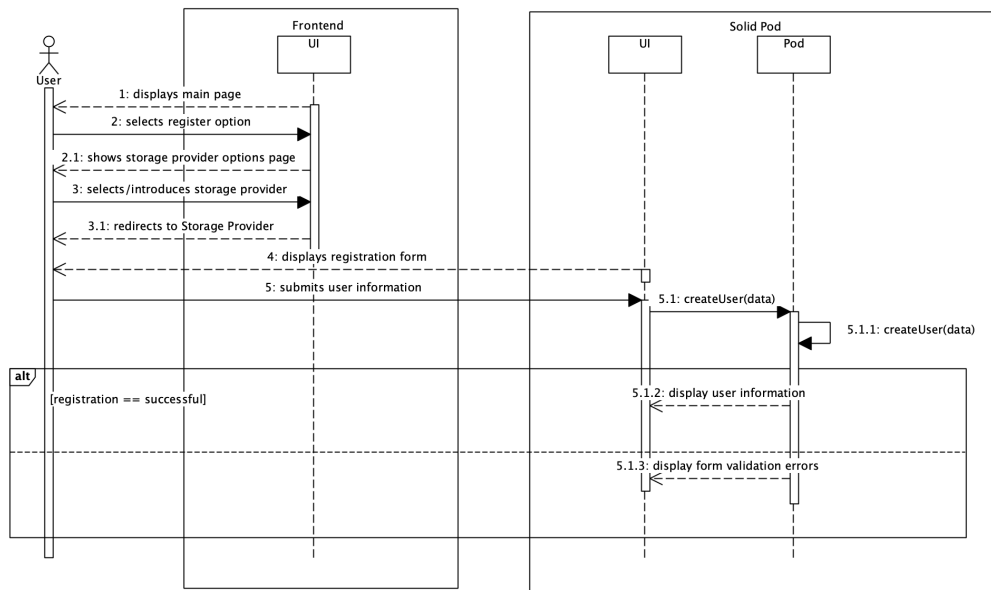 Frontend
Solid Pod
UI
UI
Pod
User
1: displays main page
2: selects register option
2.1: shows storage provider options page
3: selects/introduces storage provider
3.1: redirects to Storage Provider
4: displays registration form
5: submits user information
5.1: createUser(data)
5.1.1: createUser(data)
alt
[registration == successful]
5.1.2: display user information
5.1.3: display form validation errors